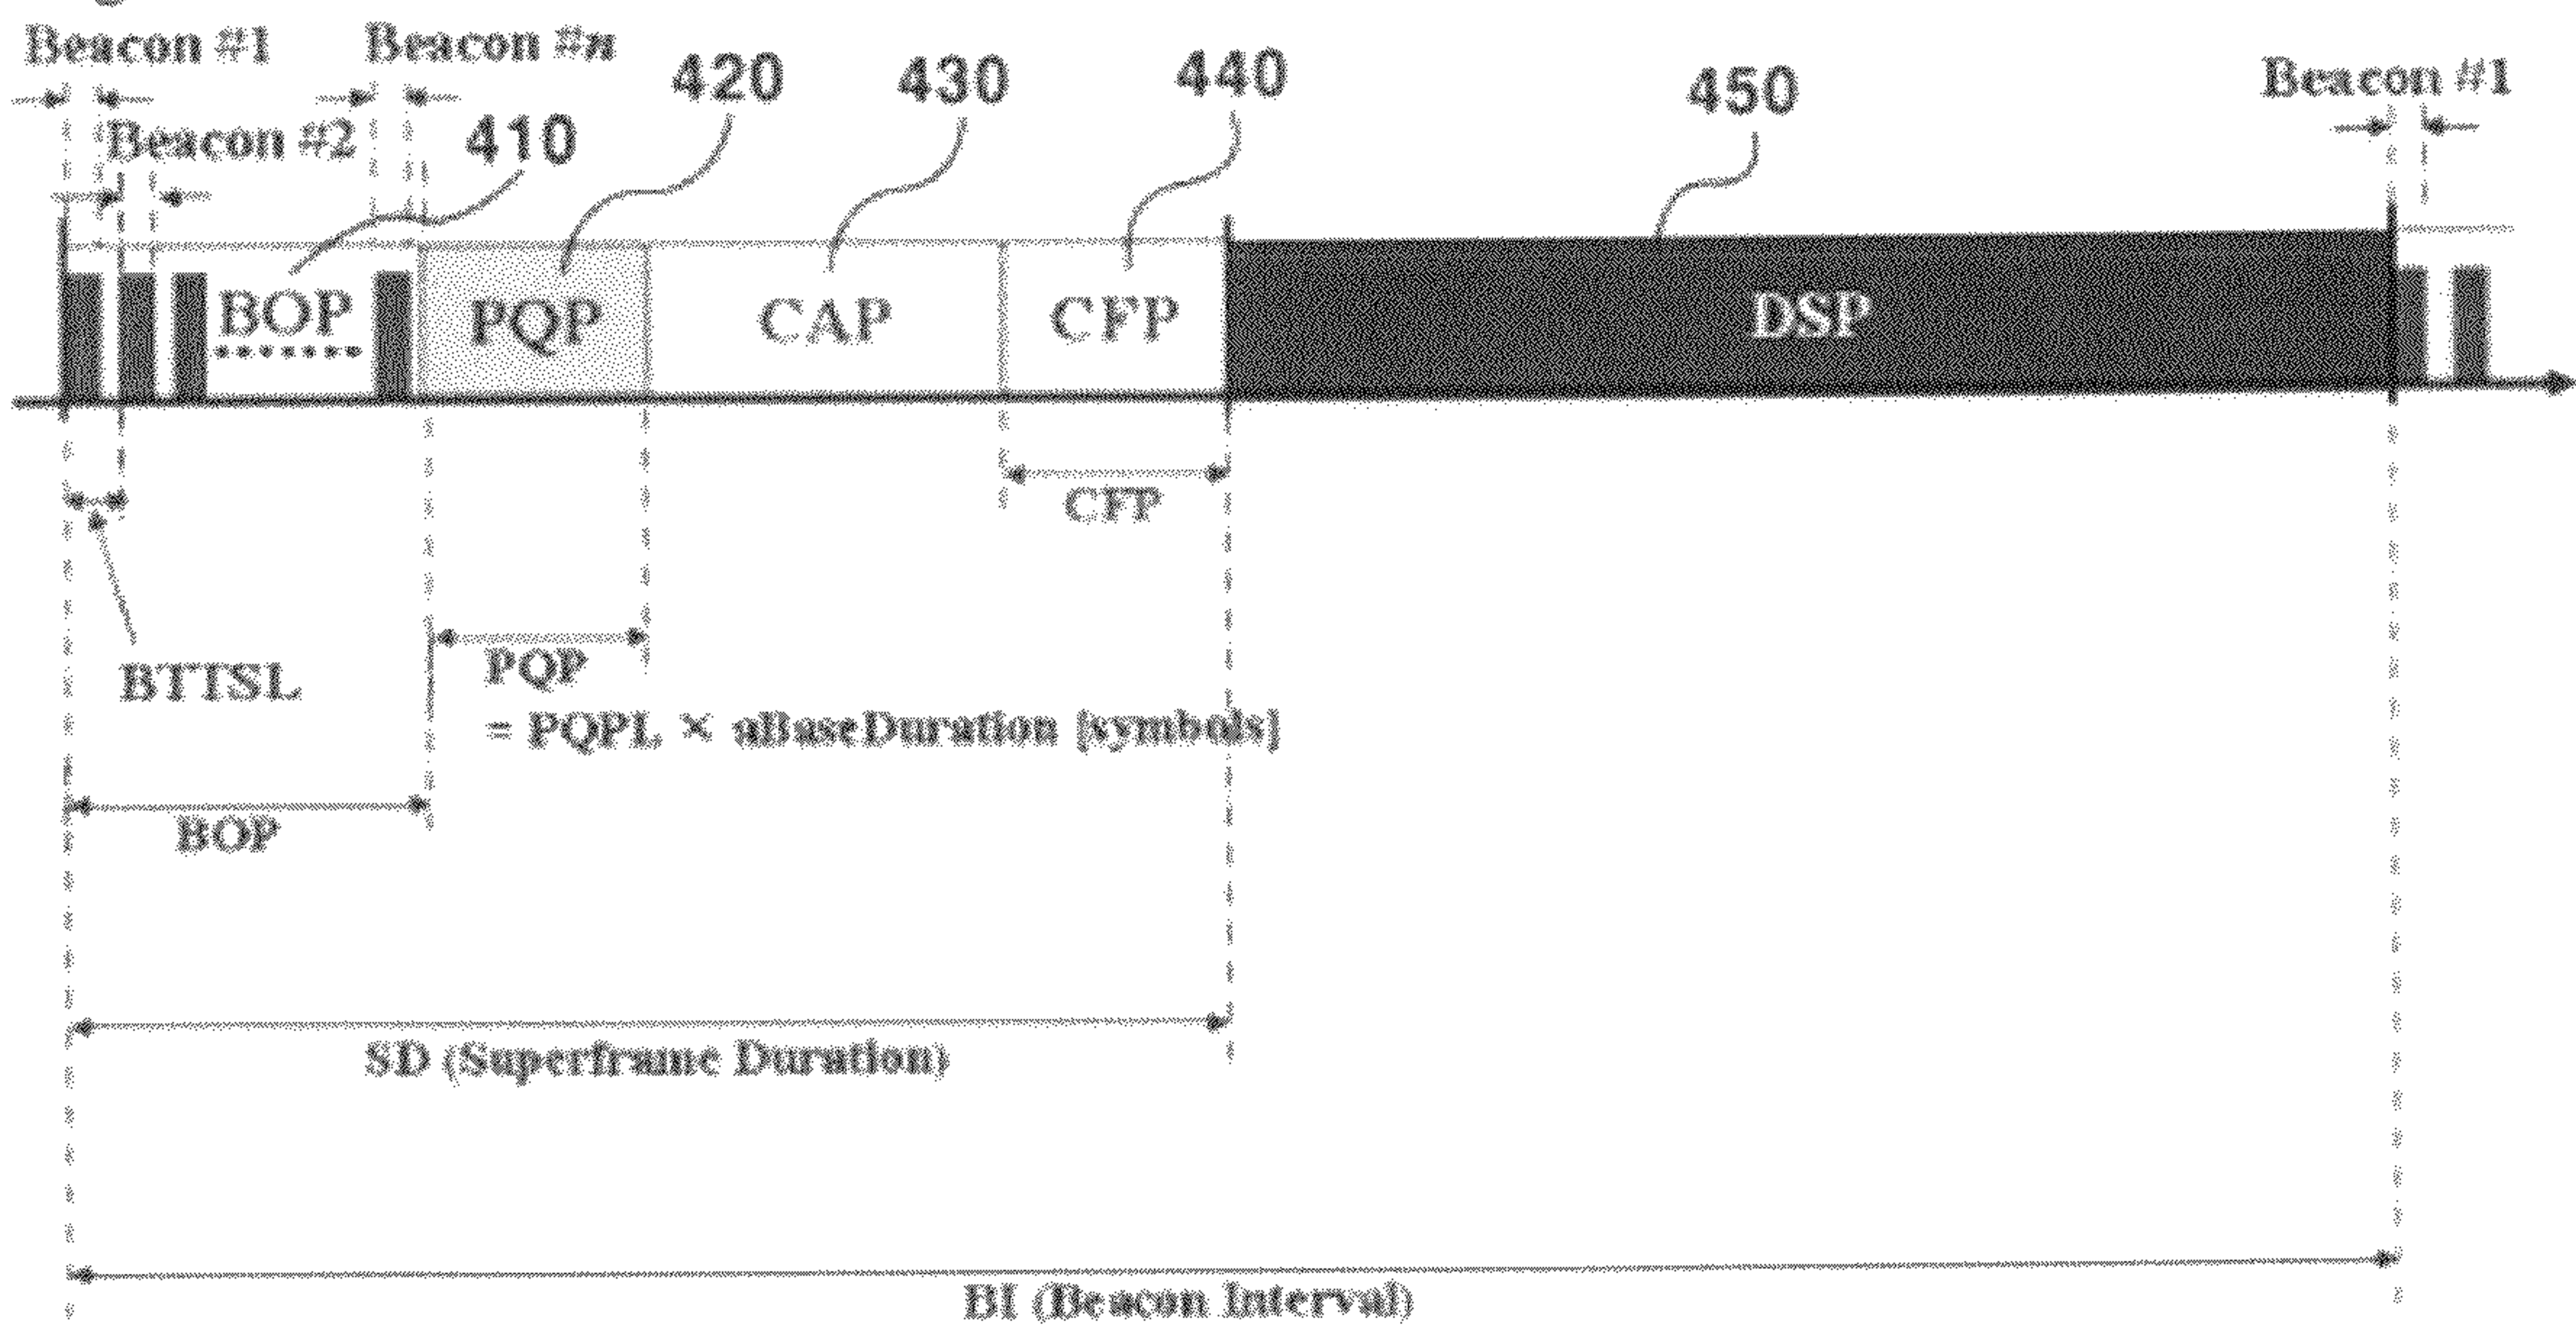 Beacon #1
Beacon #n
420
430
440
450
Beacon #1
Beacon #2
410
BOP
PQP
CAP
CFP
DSP
CFP
BTTSL
PQP
= PQPL × aBaseDuration [symbols]
BOP
SD (Superframe Duration)
BI (Beacon Interval)